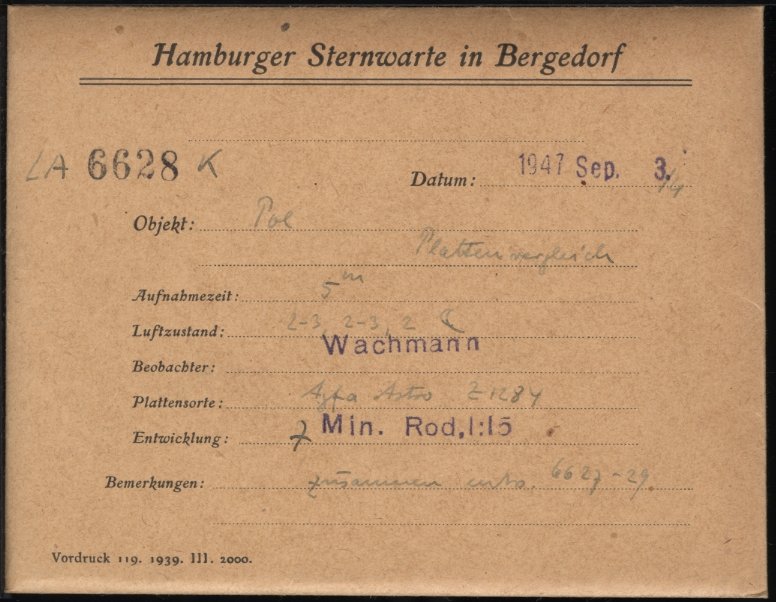 Hamburger Sternwarte in Bergedorf
LA 6628 K
Datum: 1947 Sep. 3./4
Objekt: Pol
Plattenvergleich
Aufnahmezeit: 5m
Luftzustand: 2-3, 2-3, 2
Beobachter: Wachmann
Plattensorte: Agfa Astro Z 1284
Entwicklung: 7 Min. Rod, 1:15
Bemerkungen: zusammen 6627-29
Vordruck 119. 1939. III. 2000.